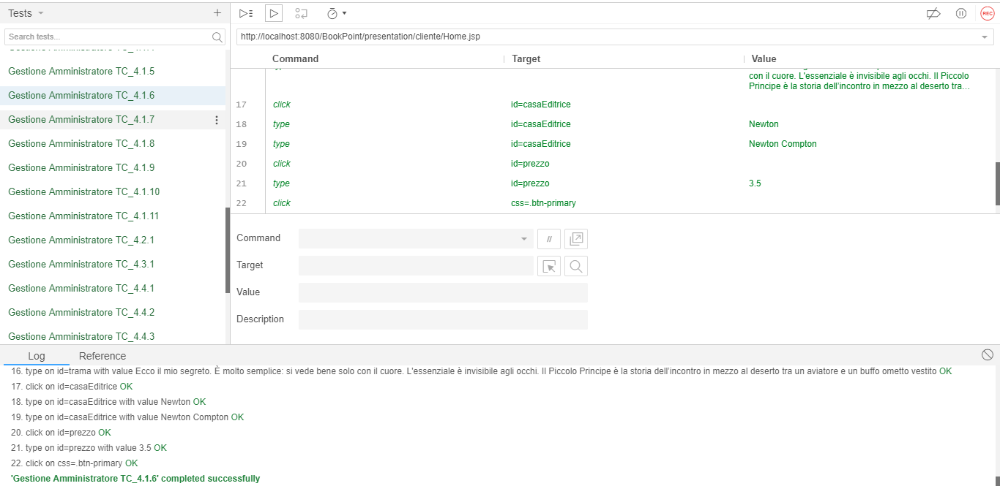 Tests
Search tests...
Gestione Amministratore TC_4.1.5
Gestione Amministratore TC_4.1.6
Gestione Amministratore TC_4.1.7
Gestione Amministratore TC_4.1.8
Gestione Amministratore TC_4.1.9
Gestione Amministratore TC_4.1.10
Gestione Amministratore TC_4.1.11
Gestione Amministratore TC_4.2.1
Gestione Amministratore TC_4.3.1
Gestione Amministratore TC_4.4.1
Gestione Amministratore TC_4.4.2
Gestione Amministratore TC_4.4.3
REC
http://localhost:8080/BookPoint/presentation/cliente/Home.jsp
Command Target Value
con il cuore. L'essenziale è invisibile agli occhi. Il Piccolo
Principe è la storia dell'incontro in mezzo al deserto tra...
17 click id=casaEditrice
18 type id=casaEditrice Newton
19 type id=casaEditrice Newton Compton
20 click id=prezzo
21 type id=prezzo 3.5
22 click css=.btn-primary
Command //
Target
Value
Description
Log Reference
16. type on id=trama with value Ecco il mio segreto. È molto semplice: si vede bene solo con il cuore. L'essenziale è invisibile agli occhi. Il Piccolo Principe è la storia dell'incontro in mezzo al deserto tra un aviatore e un buffo ometto vestito OK
17. click on id=casaEditrice OK
18. type on id=casaEditrice with value Newton OK
19. type on id=casaEditrice with value Newton Compton OK
20. click on id=prezzo OK
21. type on id=prezzo with value 3.5 OK
22. click on css=.btn-primary OK
'Gestione Amministratore TC_4.1.6' completed successfully